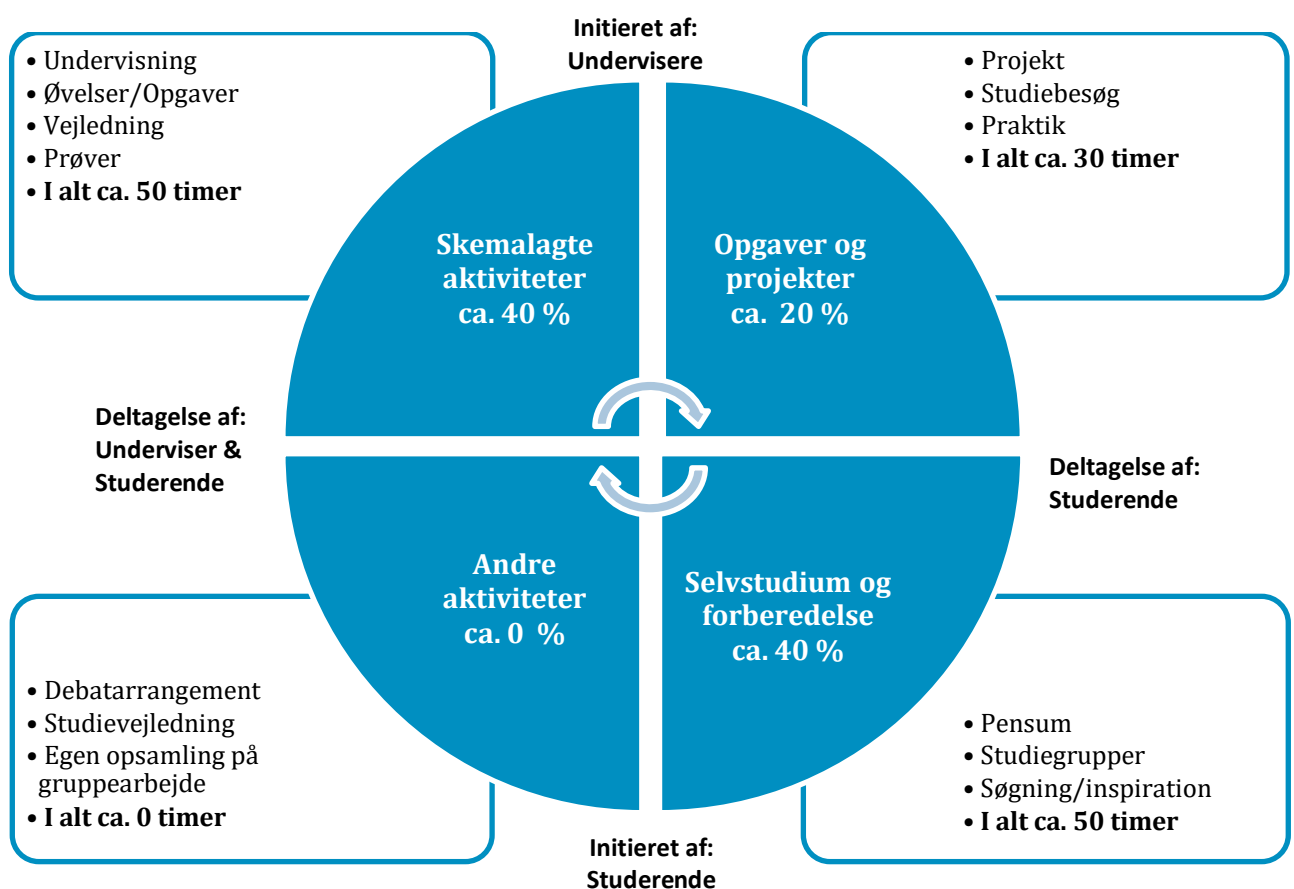 Initieret af:
Undervisere
• Undervisning
• Øvelser/Opgaver
• Vejledning
• Prøver
• I alt ca. 50 timer
• Projekt
• Studiebesøg
• Praktik
• I alt ca. 30 timer
Skemalagte
aktiviteter
ca. 40 %
Opgaver og
projekter
ca. 20 %
Deltagelse af:
Underviser &
Studerende
Deltagelse af:
Studerende
Andre
aktiviteter
ca. 0 %
Selvstudium og
forberedelse
ca. 40 %
• Debatarrangement
• Studievejledning
• Egen opsamling på
gruppearbejde
• I alt ca. 0 timer
• Pensum
• Studiegrupper
• Søgning/inspiration
• I alt ca. 50 timer
Initieret af:
Studerende